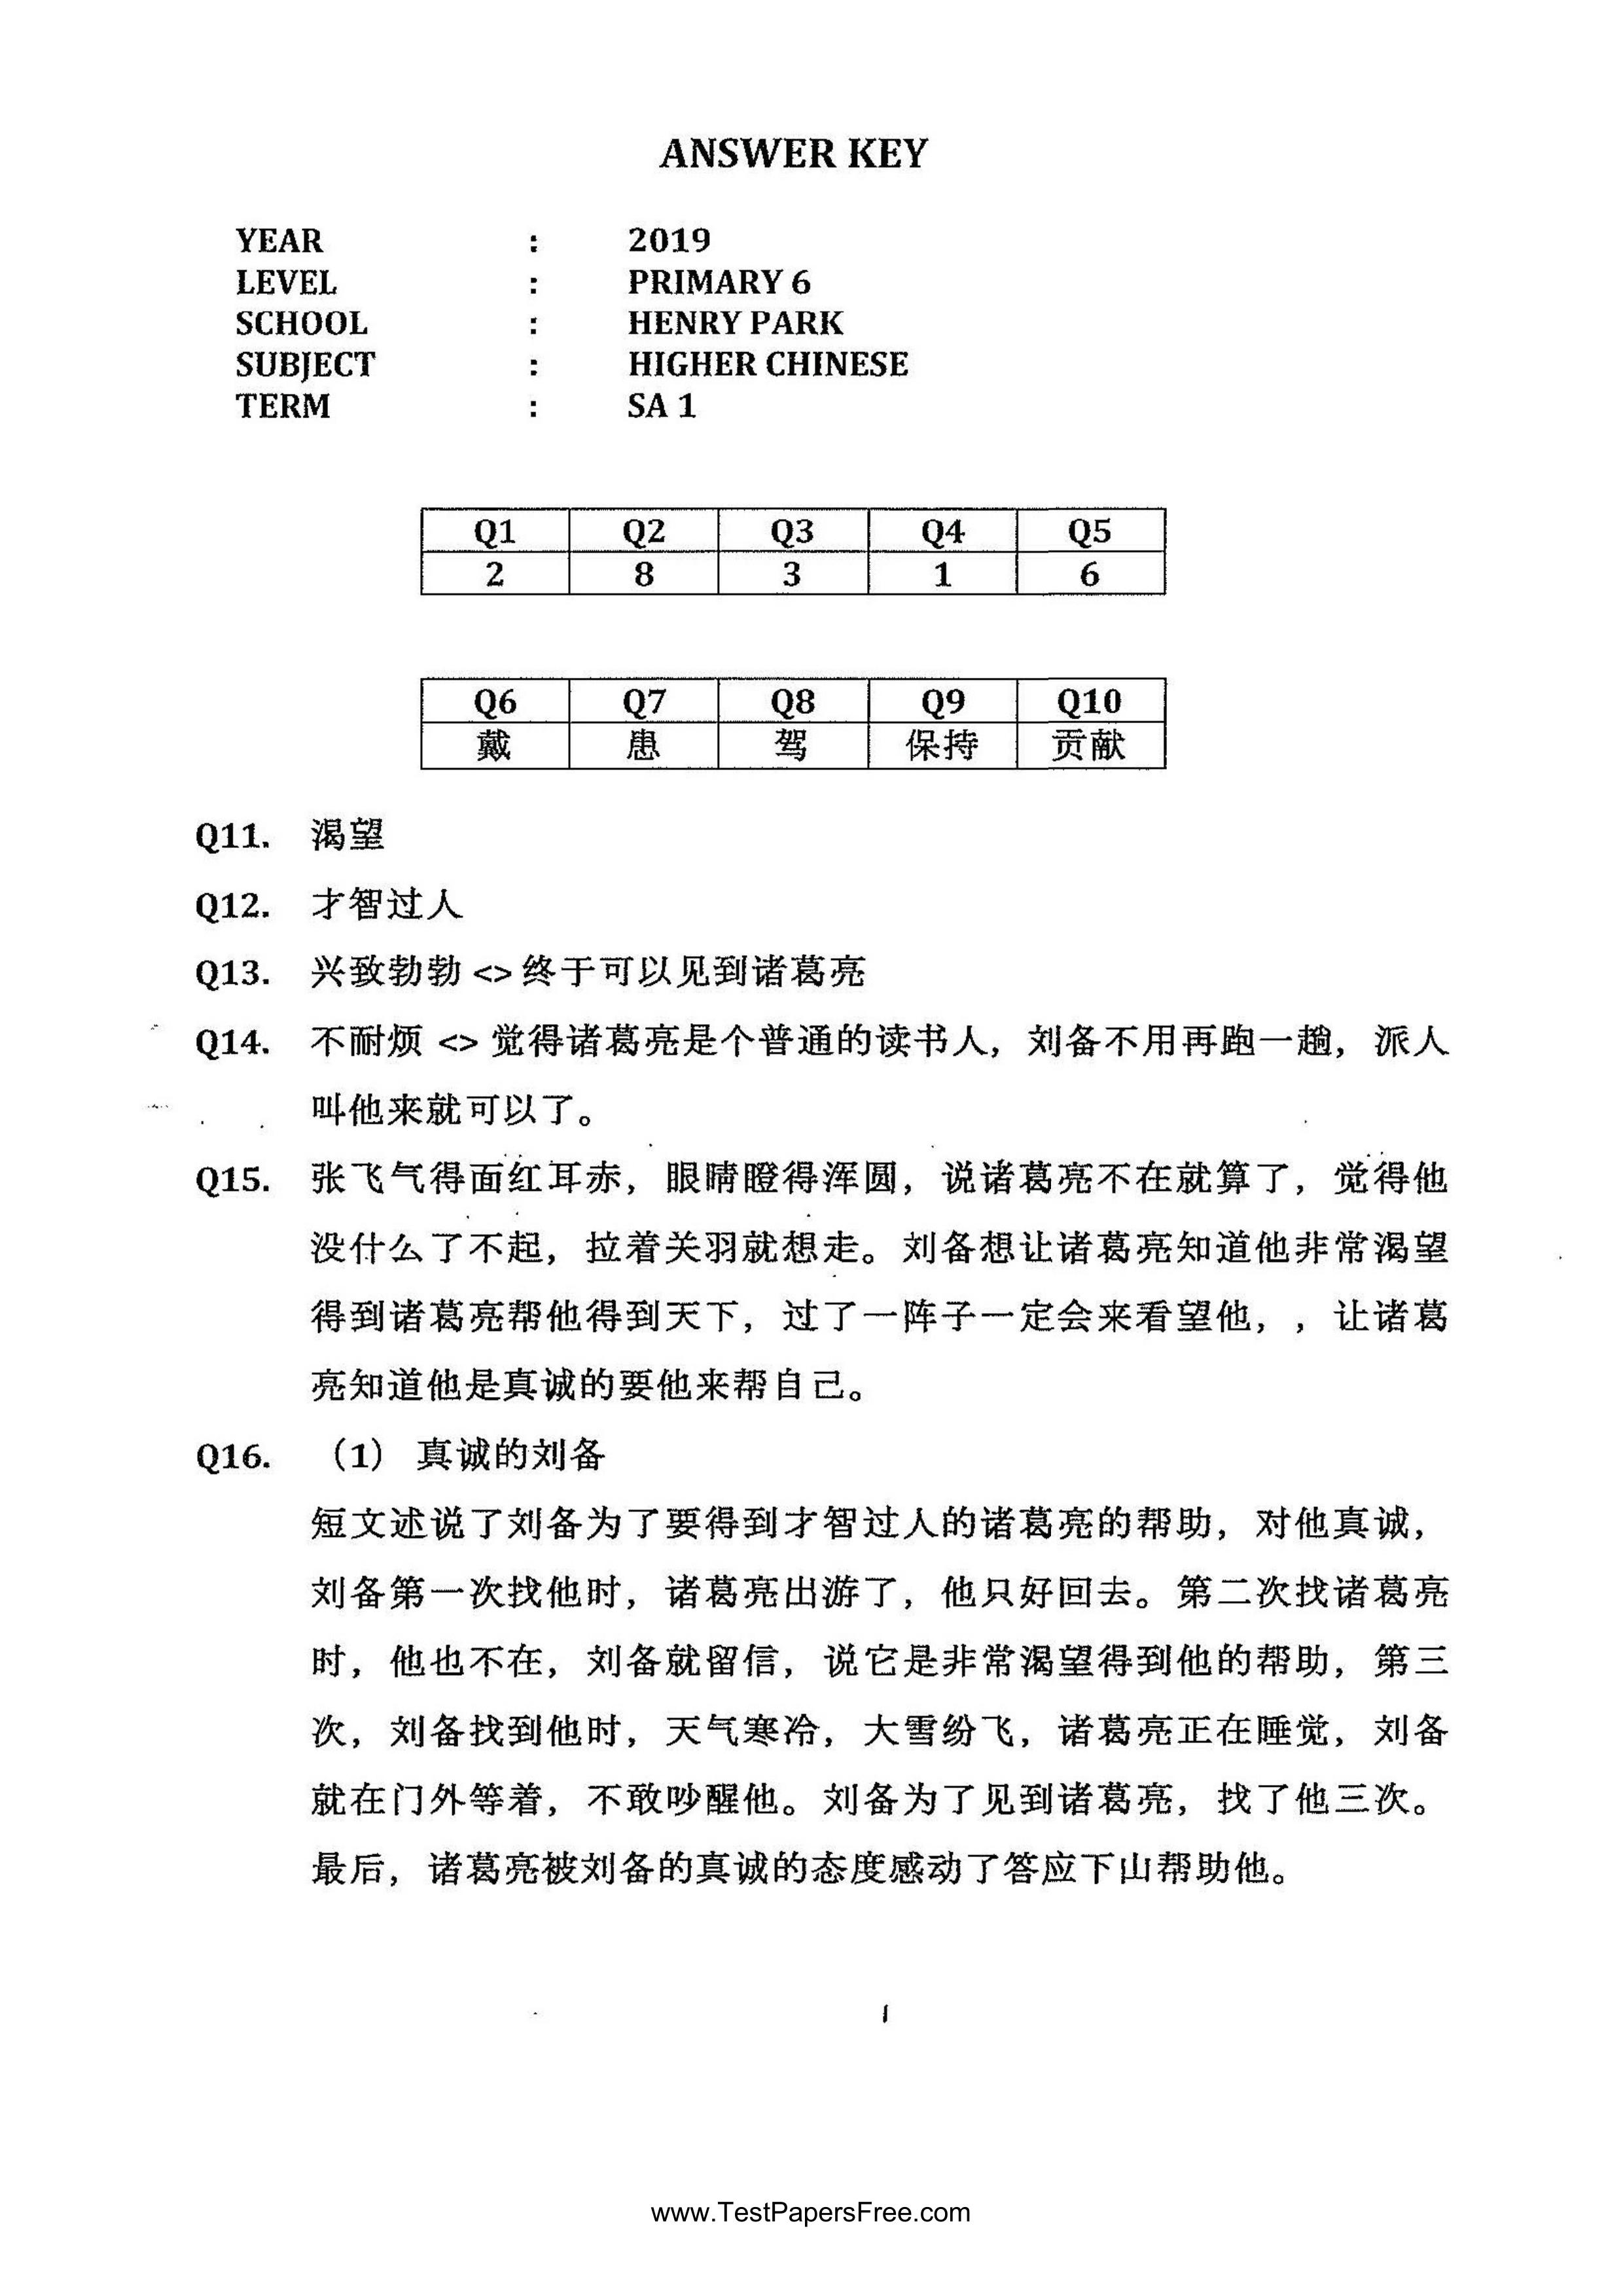 ANSWER KEY
YEAR : 2019
LEVEL : PRIMARY 6
SCHOOL : HENRY PARK
SUBJECT : HIGHER CHINESE
TERM : SA 1
Q1 Q2 Q3 Q4 Q5
2 8 3 1 6
Q6 Q7 Q8 Q9 Q10
戴 患 驾 保持 贡献
Q11. 渴望
Q12. 才智过人
Q13. 兴致勃勃 <> 终于可以见到诸葛亮
Q14. 不耐烦 <> 觉得诸葛亮是个普通的读书人，刘备不用再跑一趟，派人
叫他来就可以了。
Q15. 张飞气得面红耳赤，眼睛瞪得浑圆，说诸葛亮不在就算了，觉得他
没什么了不起，拉着关羽就想走。刘备想让诸葛亮知道他非常渴望
得到诸葛亮帮他得到天下，过了一阵子一定会来看望他，，让诸葛
亮知道他是真诚的要他来帮自己。
Q16. （1） 真诚的刘备
短文述说了刘备为了要得到才智过人的诸葛亮的帮助，对他真诚，
刘备第一次找他时，诸葛亮出游了，他只好回去。第二次找诸葛亮
时，他也不在，刘备就留信，说它是非常渴望得到他的帮助，第三
次，刘备找到他时，天气寒冷，大雪纷飞，诸葛亮正在睡觉，刘备
就在门外等着，不敢吵醒他。刘备为了见到诸葛亮，找了他三次。
最后，诸葛亮被刘备的真诚的态度感动了答应下山帮助他。
1
www.TestPapersFree.com